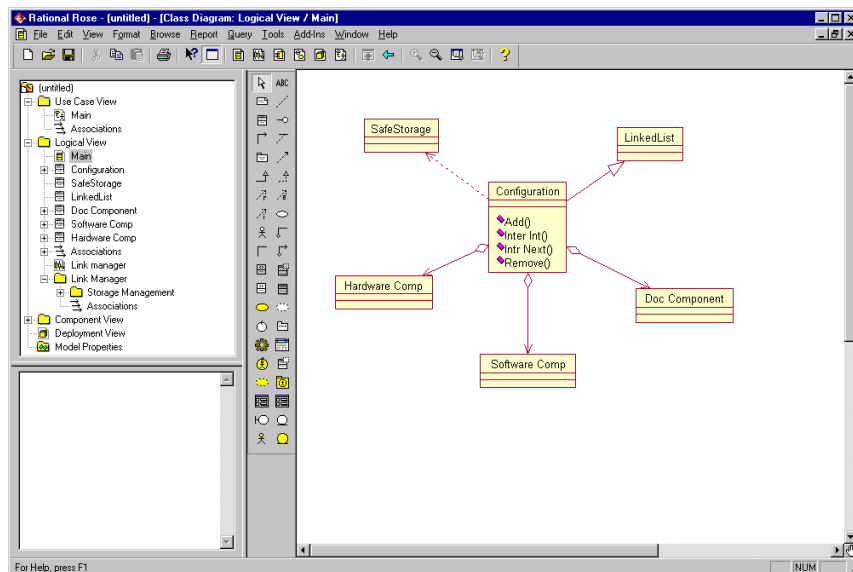 Rational Rose - (untitled) - [Class Diagram: Logical View / Main]
File Edit View Format Browse Report Query Tools Add-Ins Window Help
(untitled)
Use Case View
Main
Associations
Logical View
Main
Configuration
SafeStorage
LinkedList
Doc Component
Software Comp
Hardware Comp
Associations
Link manager
Link Manager
Storage Management
Associations
Component View
Deployment View
Model Properties
ABC
SafeStorage
LinkedList
Configuration
Add()
Inter Int()
Intr Next()
Remove()
Hardware Comp
Doc Component
Software Comp
For Help, press F1
NUM